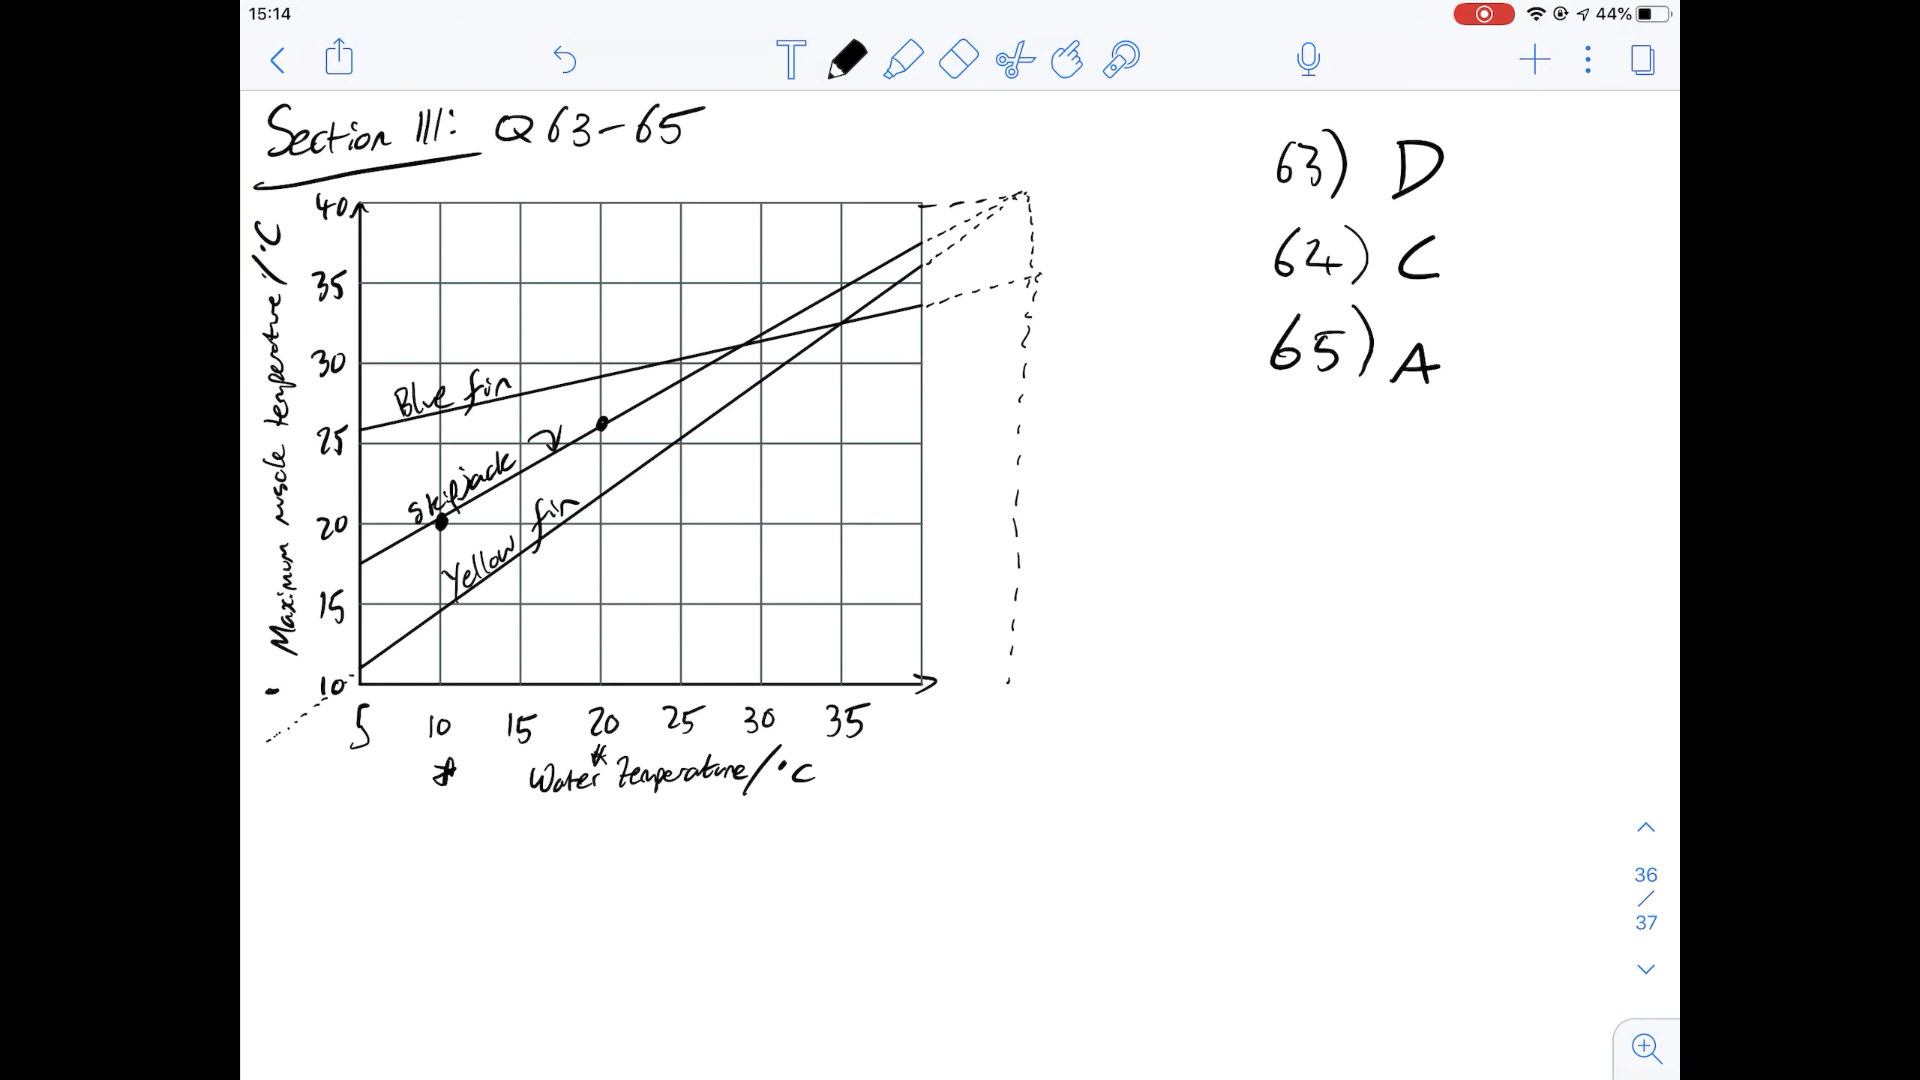 15:14
44%
T
Section III: Q63-65
63) D
64) C
65) A
Maximum muscle temperature/°C
40
35
30
25
20
15
10
Blue fin
Skipjack
Yellow fin
5 10 15 20 25 30 35
* *
Water Temperature/°C
36
/
37